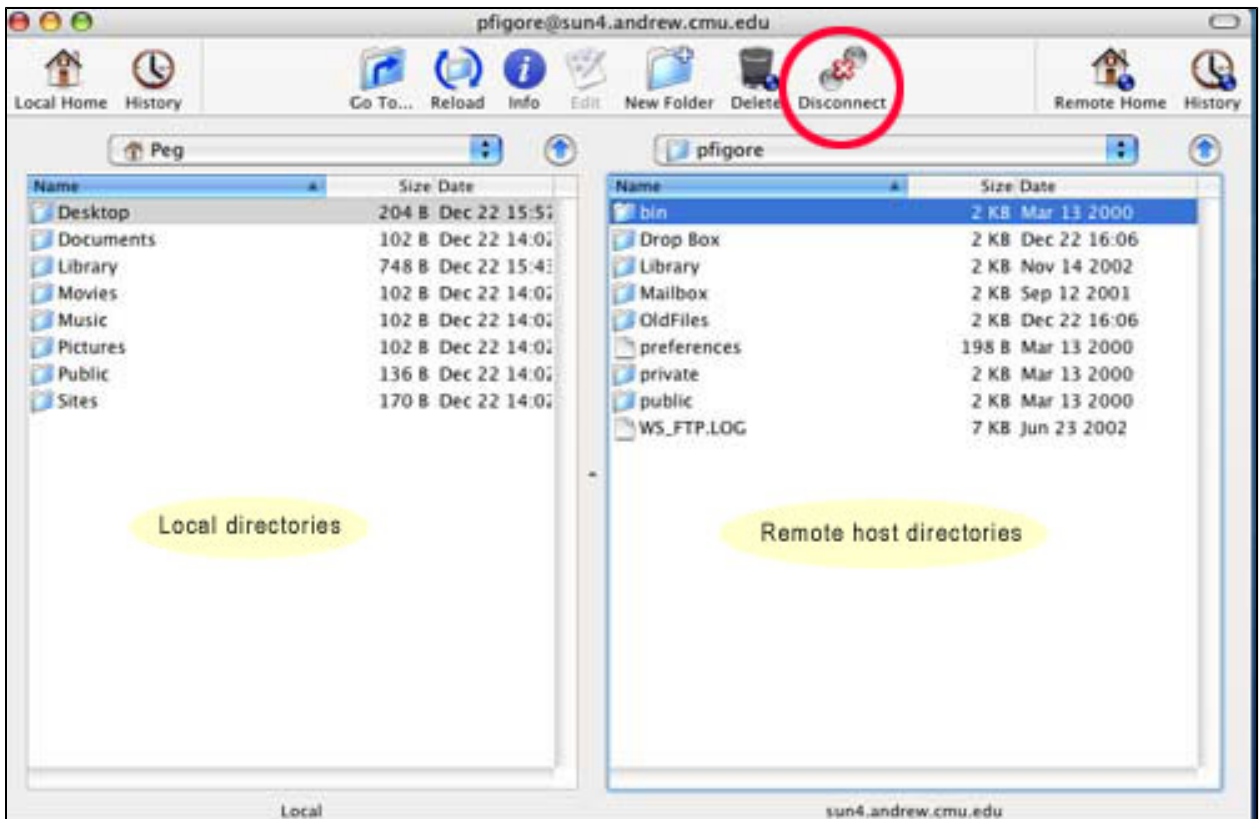 pfigore@sun4.andrew.cmu.edu
Local Home History Go To... Reload Info Edit New Folder Delete Disconnect Remote Home History
Peg pfigore
Name Size Date Name Size Date
Desktop 204 B Dec 22 15:57 bin 2 KB Mar 13 2000
Documents 102 B Dec 22 14:02 Drop Box 2 KB Dec 22 16:06
Library 748 B Dec 22 15:43 Library 2 KB Nov 14 2002
Movies 102 B Dec 22 14:02 Mailbox 2 KB Sep 12 2001
Music 102 B Dec 22 14:02 OldFiles 2 KB Dec 22 16:06
Pictures 102 B Dec 22 14:02 preferences 198 B Mar 13 2000
Public 136 B Dec 22 14:02 private 2 KB Mar 13 2000
Sites 170 B Dec 22 14:02 public 2 KB Mar 13 2000
WS_FTP.LOG 7 KB Jun 23 2002
Local directories Remote host directories
Local sun4.andrew.cmu.edu